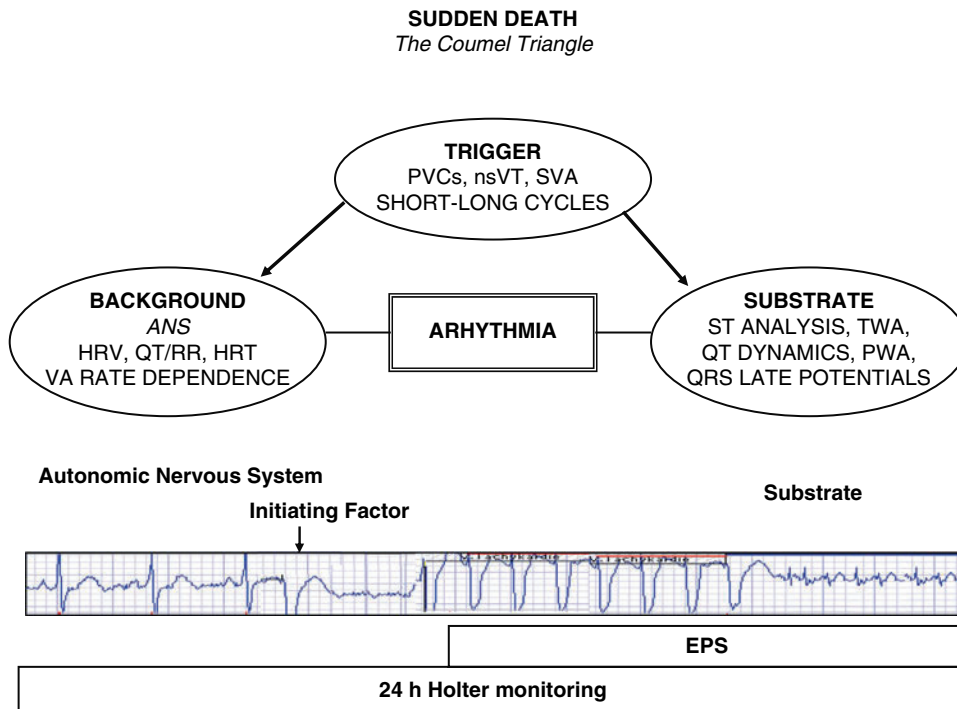 SUDDEN DEATH
The Coumel Triangle
TRIGGER
PVCs, nsVT, SVA
SHORT-LONG CYCLES
BACKGROUND
ANS
HRV, QT/RR, HRT
VA RATE DEPENDENCE
ARHYTHMIA
SUBSTRATE
ST ANALYSIS, TWA,
QT DYNAMICS, PWA,
QRS LATE POTENTIALS
Autonomic Nervous System
Initiating Factor
Substrate
EPS
24 h Holter monitoring